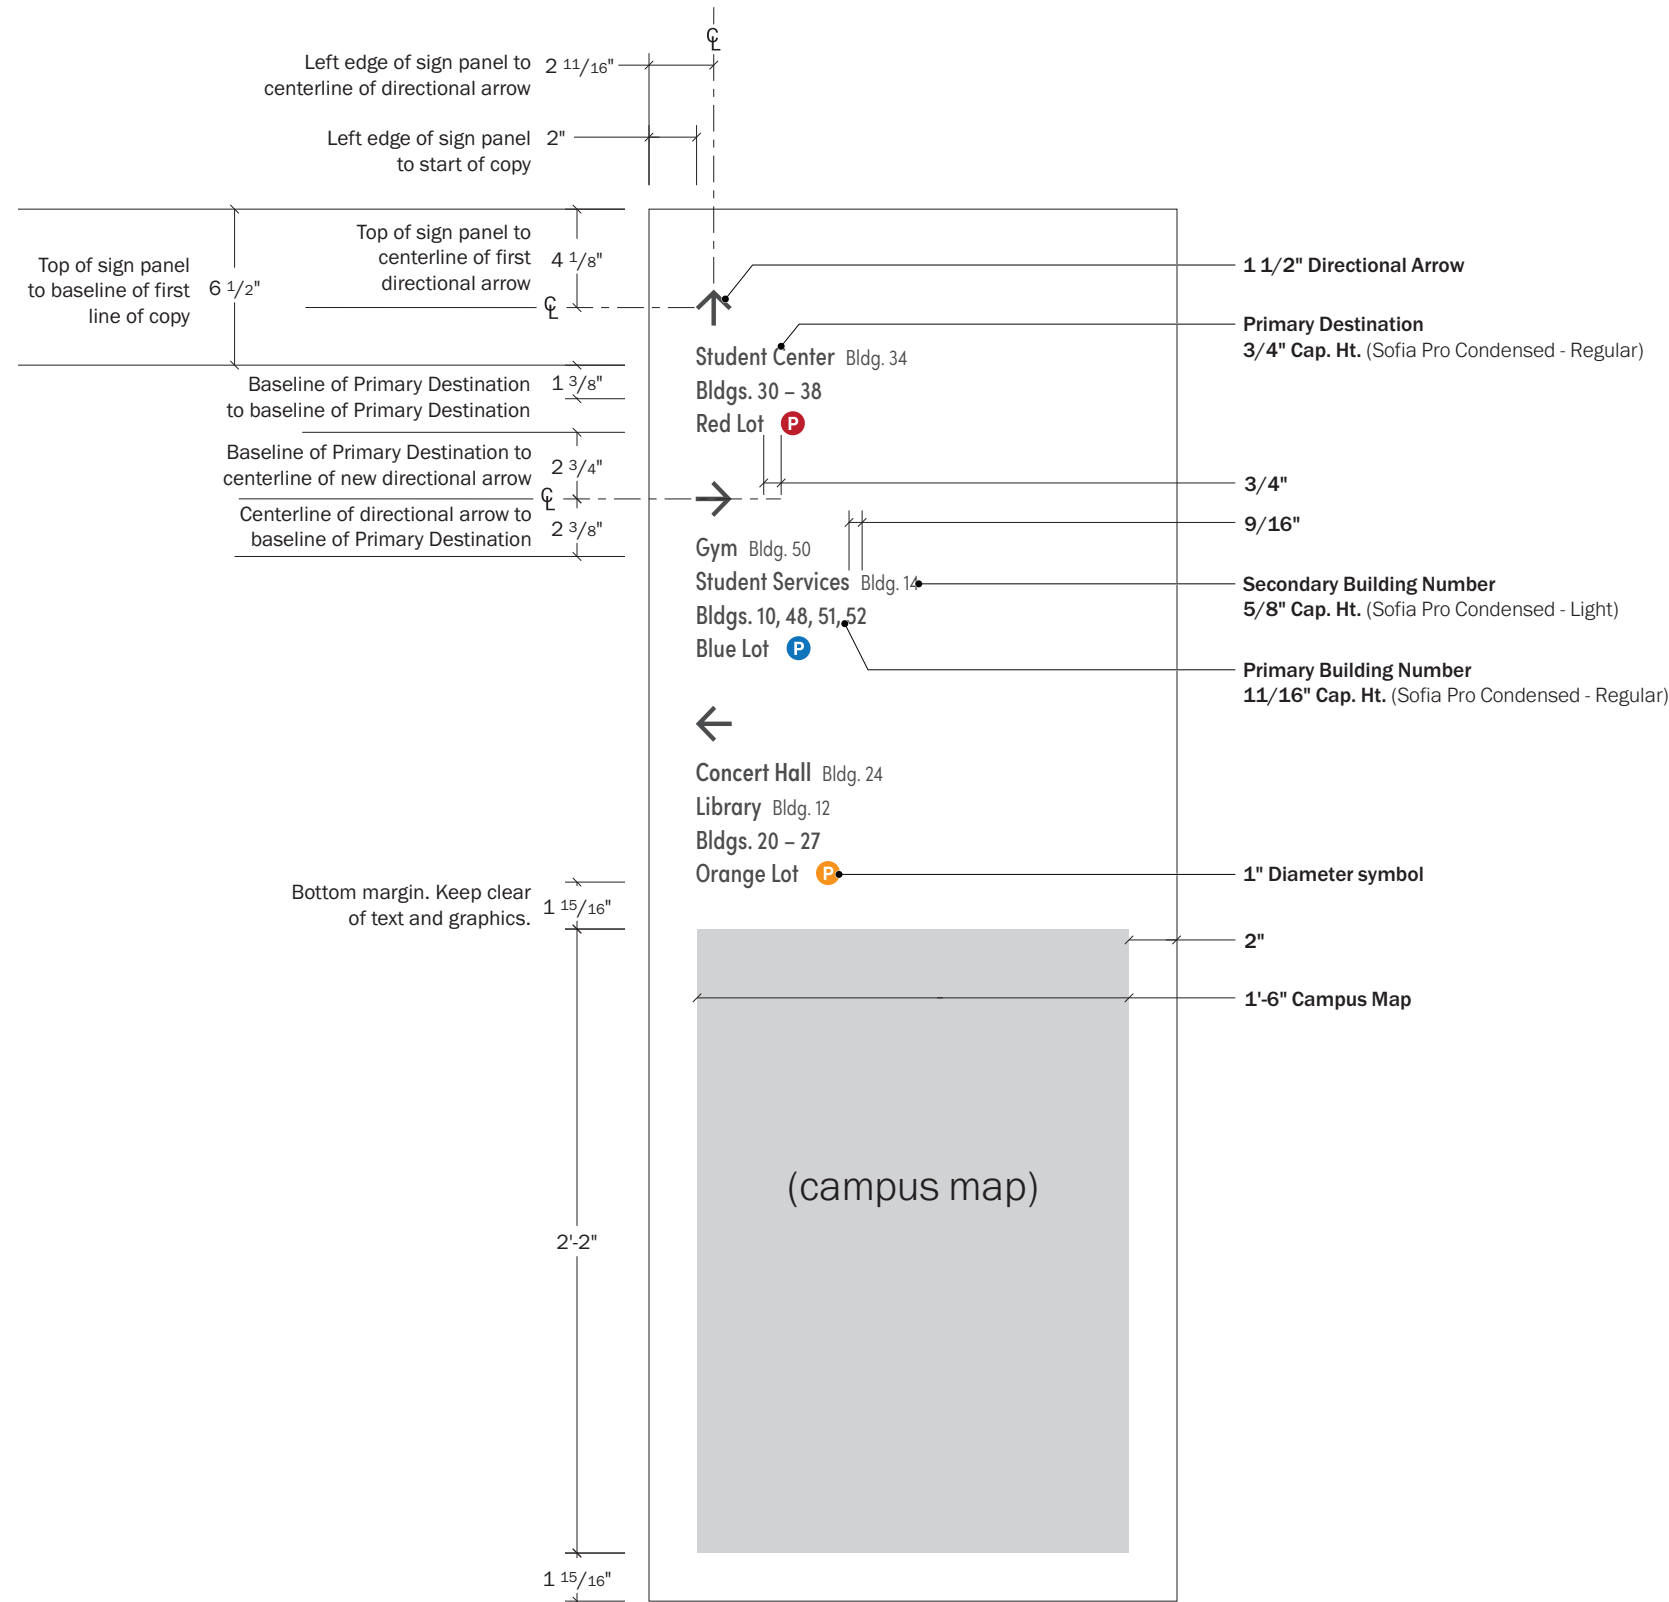 CL
Left edge of sign panel to
centerline of directional arrow
2 11/16"
Left edge of sign panel
to start of copy
2"
Top of sign panel
to baseline of first
line of copy
6 1/2"
Top of sign panel to
centerline of first
directional arrow
4 1/8"
CL
Baseline of Primary Destination
to baseline of Primary Destination
1 3/8"
Baseline of Primary Destination to
centerline of new directional arrow
2 3/4"
CL
Centerline of directional arrow to
baseline of Primary Destination
2 3/8"
Bottom margin. Keep clear
of text and graphics.
1 15/16"
2'-2"
1 15/16"
Student Center Bldg. 34
Bldgs. 30 – 38
Red Lot P
Gym Bldg. 50
Student Services Bldg. 14
Bldgs. 10, 48, 51, 52
Blue Lot P
Concert Hall Bldg. 24
Library Bldg. 12
Bldgs. 20 – 27
Orange Lot P
(campus map)
1 1/2" Directional Arrow
Primary Destination
3/4" Cap. Ht. (Sofia Pro Condensed - Regular)
3/4"
9/16"
Secondary Building Number
5/8" Cap. Ht. (Sofia Pro Condensed - Light)
Primary Building Number
11/16" Cap. Ht. (Sofia Pro Condensed - Regular)
1" Diameter symbol
2"
1'-6" Campus Map